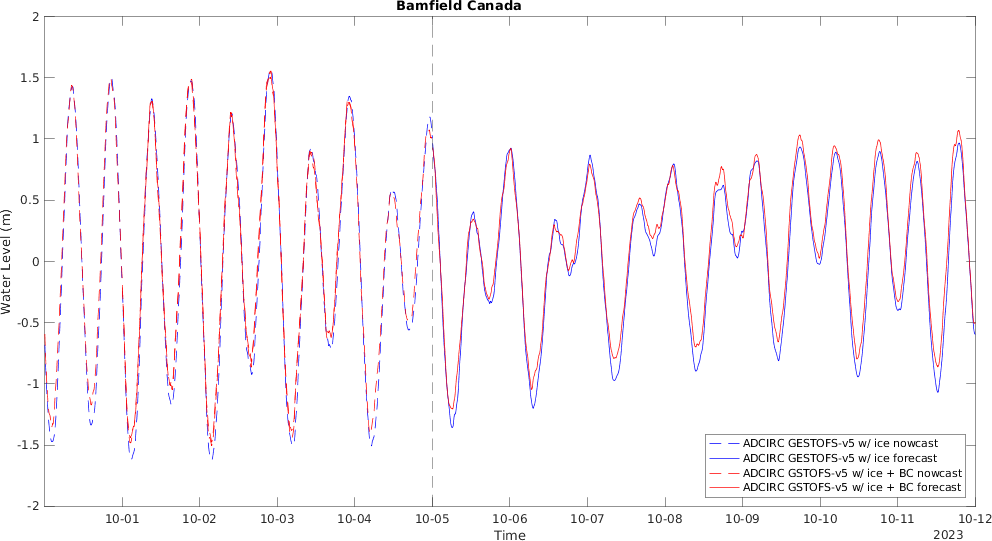 Bamfield Canada
2
1.5
1
0.5
0
-0.5
-1
-1.5
-2
Water Level (m)
ADCIRC GESTOFS-v5 w/ ice nowcast
ADCIRC GESTOFS-v5 w/ ice forecast
ADCIRC GSTOFS-v5 w/ ice + BC nowcast
ADCIRC GSTOFS-v5 w/ ice + BC forecast
10-01 10-02 10-03 10-04 10-05 10-06 10-07 10-08 10-09 10-10 10-11 10-12
Time
2023